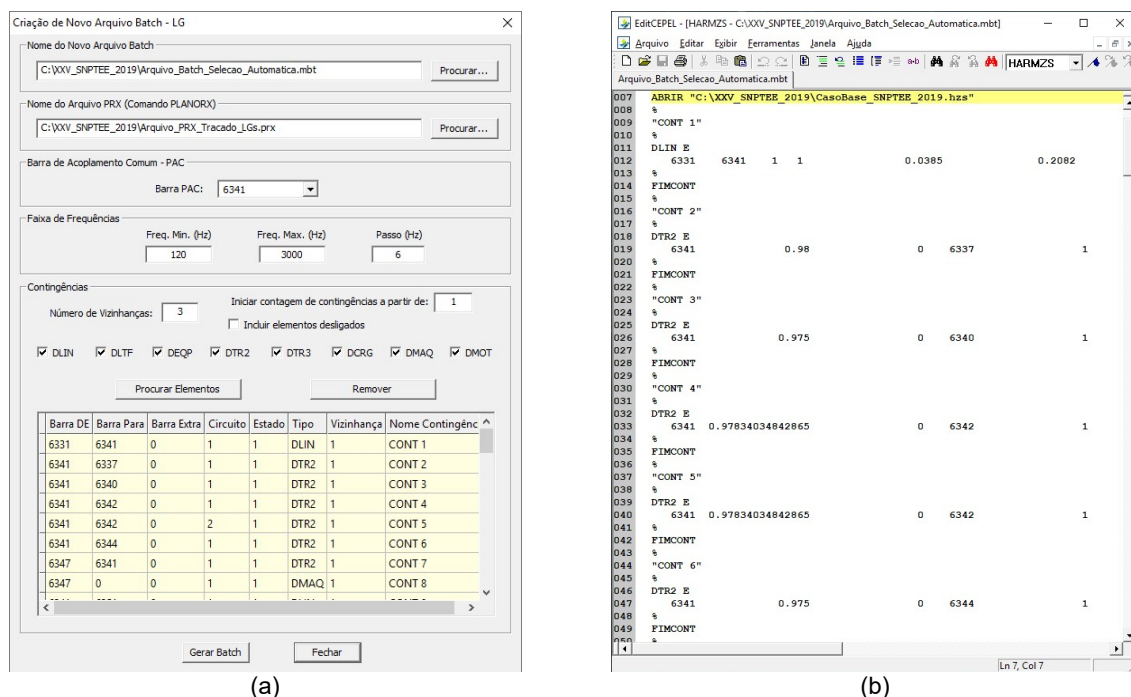 Criação de Novo Arquivo Batch - LG
Nome do Novo Arquivo Batch
C:\XXV_SNPTEE_2019\Arquivo_Batch_Selecao_Automatica.mbt Procurar...
Nome do Arquivo PRX (Comando PLANORX)
C:\XXV_SNPTEE_2019\Arquivo_PRX_Tracado_LGs.prx Procurar...
Barra de Acoplamento Comum - PAC
Barra PAC: 6341
Faixa de Frequências
Freq. Min. (Hz) Freq. Max. (Hz) Passo (Hz)
120 3000 6
Contingências
Número de Vizinhanças: 3 Iniciar contagem de contingências a partir de: 1
Incluir elementos desligados
DLIN DLTF DEQP DTR2 DTR3 DCRG DMAQ DMOT
Procurar Elementos Remover
Barra DE Barra Para Barra Extra Circuito Estado Tipo Vizinhança Nome Contingênc
6331 6341 0 1 1 DLIN 1 CONT 1
6341 6337 0 1 1 DTR2 1 CONT 2
6341 6340 0 1 1 DTR2 1 CONT 3
6341 6342 0 1 1 DTR2 1 CONT 4
6341 6342 0 2 1 DTR2 1 CONT 5
6341 6344 0 1 1 DTR2 1 CONT 6
6347 6341 0 1 1 DTR2 1 CONT 7
6347 0 0 1 1 DMAQ 1 CONT 8
Gerar Batch Fechar
(a)
EditCEPEL - [HARMZS - C:\XXV_SNPTEE_2019\Arquivo_Batch_Selecao_Automatica.mbt]
Arquivo Editar Exibir Ferramentas Janela Ajuda
HARMZS
Arquivo_Batch_Selecao_Automatica.mbt
007 ABRIR "C:\XXV_SNPTEE_2019\CasoBase_SNPTEE_2019.hzs"
008 %
009 "CONT 1"
010 %
011 DLIN E
012 6331 6341 1 1 0.0385 0.2082
013 %
014 FIMCONT
015 %
016 "CONT 2"
017 %
018 DTR2 E
019 6341 0.98 0 6337 1
020 %
021 FIMCONT
022 %
023 "CONT 3"
024 %
025 DTR2 E
026 6341 0.975 0 6340 1
027 %
028 FIMCONT
029 %
030 "CONT 4"
031 %
032 DTR2 E
033 6341 0.97834034842865 0 6342 1
034 %
035 FIMCONT
036 %
037 "CONT 5"
038 %
039 DTR2 E
040 6341 0.97834034842865 0 6342 1
041 %
042 FIMCONT
043 %
044 "CONT 6"
045 %
046 DTR2 E
047 6341 0.975 0 6344 1
048 %
049 FIMCONT
Ln 7, Col 7
(b)